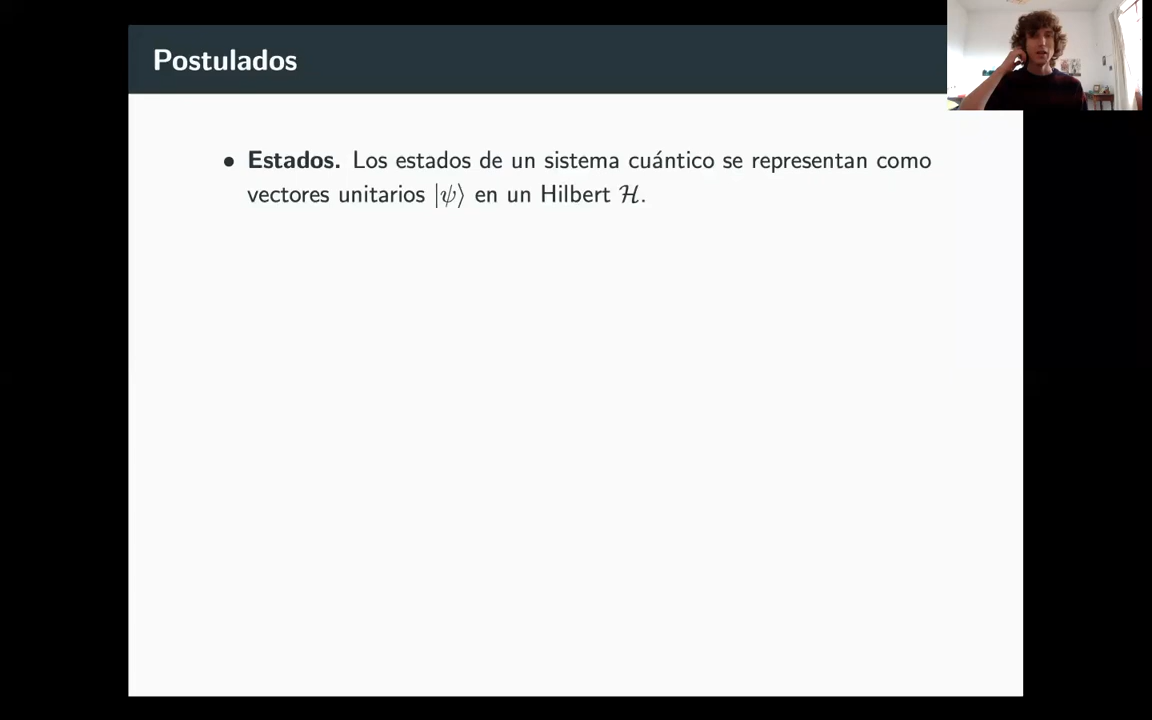 Postulados
• Estados. Los estados de un sistema cuántico se representan como
vectores unitarios |ψ⟩ en un Hilbert ℋ.